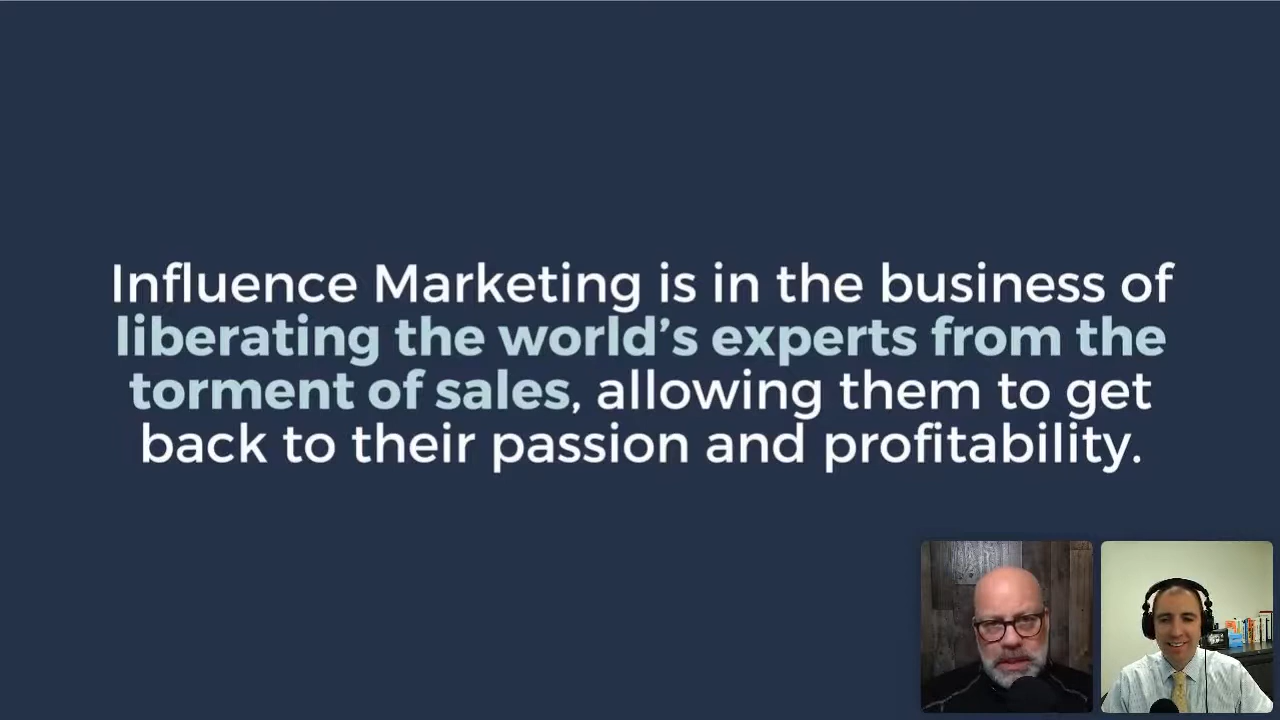 Influence Marketing is in the business of
liberating the world’s experts from the
torment of sales, allowing them to get
back to their passion and profitability.